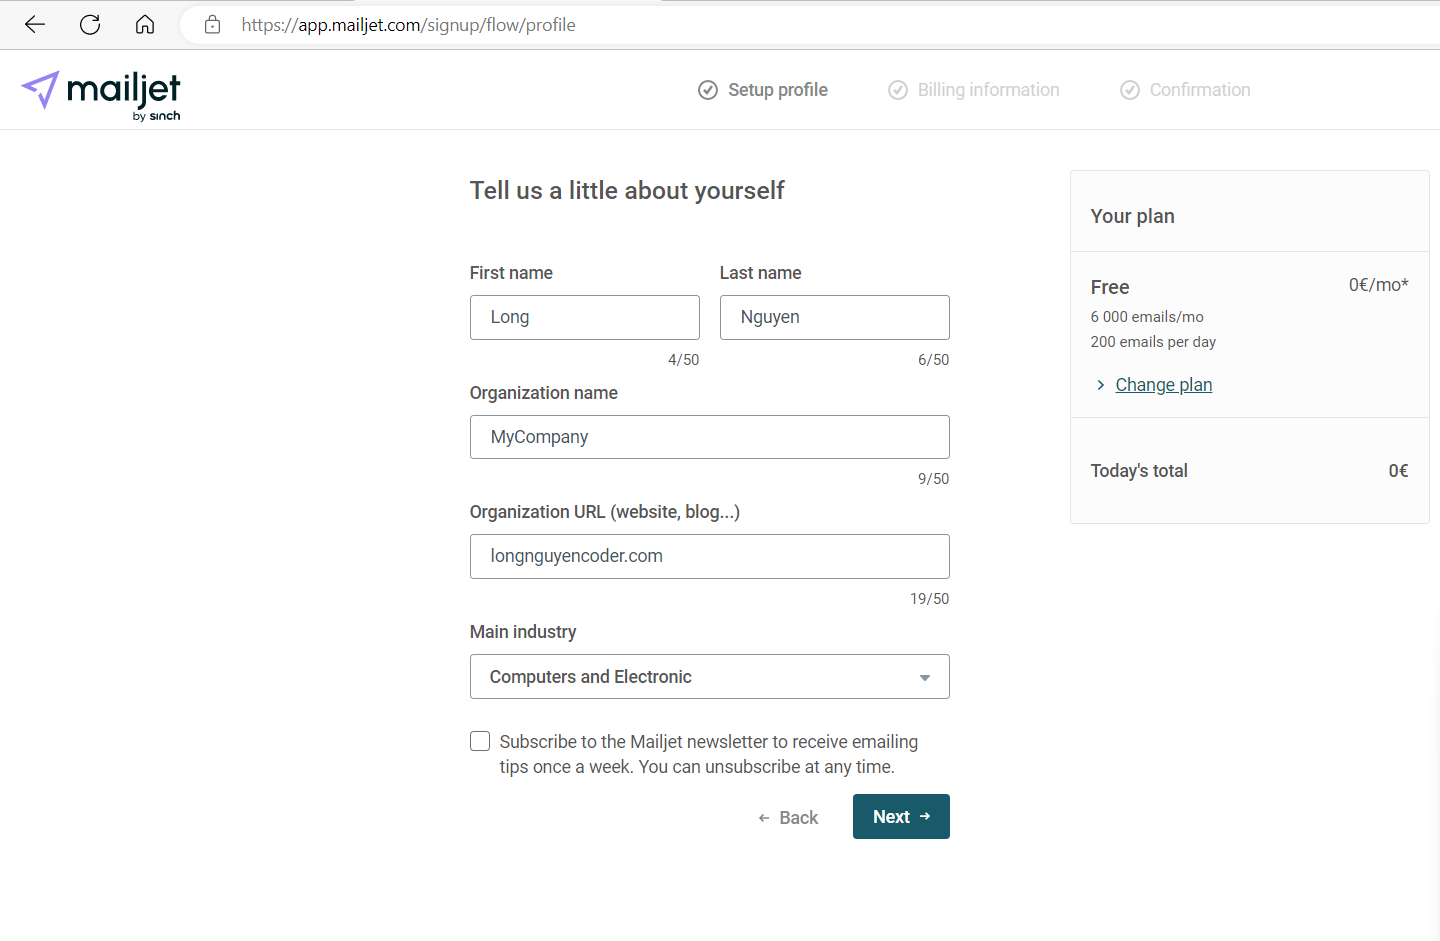 https://app.mailjet.com/signup/flow/profile
mailjet
by sinch
Setup profile
Billing information
Confirmation
Tell us a little about yourself
First name
Last name
Long
Nguyen
4/50
6/50
Organization name
MyCompany
9/50
Organization URL (website, blog...)
longnguyencoder.com
19/50
Main industry
Computers and Electronic
Subscribe to the Mailjet newsletter to receive emailing
tips once a week. You can unsubscribe at any time.
← Back
Next →
Your plan
Free
0€/mo*
6 000 emails/mo
200 emails per day
Change plan
Today's total
0€